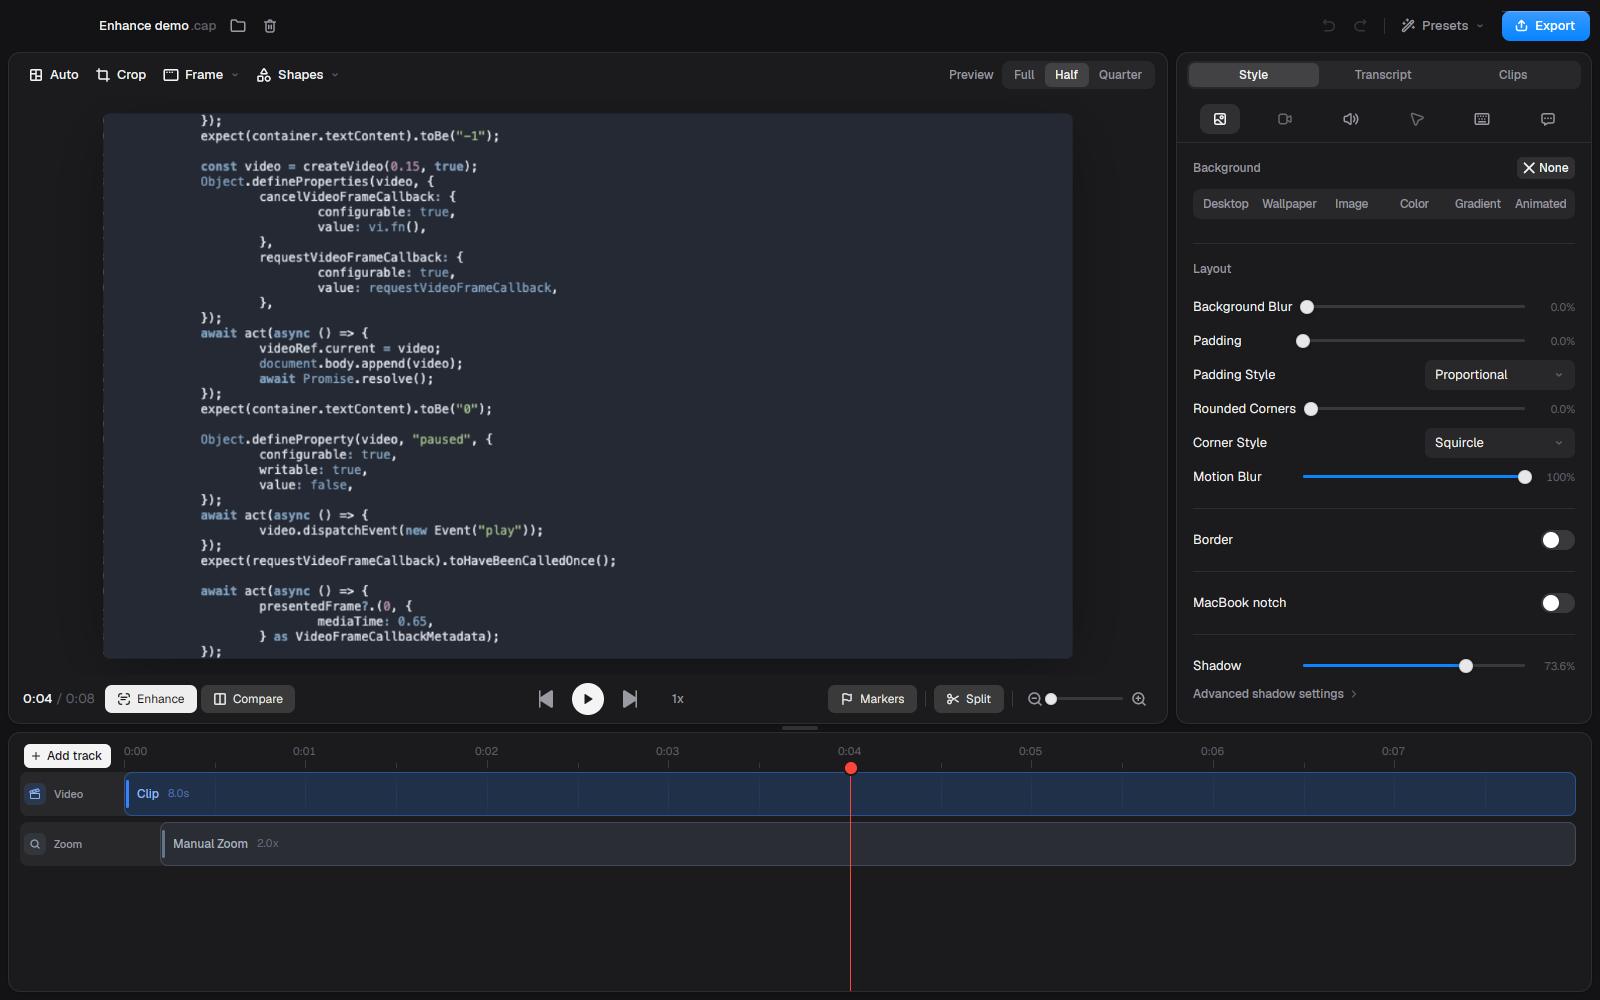 Enhance demo.cap
Presets
Export
Auto
Crop
Frame
Shapes
Preview
Full
Half
Quarter
});
expect(container.textContent).toBe("-1");
const video = createVideo(0.15, true);
Object.defineProperties(video, {
cancelVideoFrameCallback: {
configurable: true,
value: vi.fn(),
},
requestVideoFrameCallback: {
configurable: true,
value: requestVideoFrameCallback,
},
});
await act(async () => {
videoRef.current = video;
document.body.append(video);
await Promise.resolve();
});
expect(container.textContent).toBe("0");
Object.defineProperty(video, "paused", {
configurable: true,
writable: true,
value: false,
});
await act(async () => {
video.dispatchEvent(new Event("play"));
});
expect(requestVideoFrameCallback).toHaveBeenCalledOnce();
await act(async () => {
presentedFrame?.(0, {
mediaTime: 0.65,
} as VideoFrameCallbackMetadata);
});
0:04 / 0:08
Enhance
Compare
1x
Markers
Split
Style
Transcript
Clips
Background
None
Desktop
Wallpaper
Image
Color
Gradient
Animated
Layout
Background Blur
0.0%
Padding
0.0%
Padding Style
Proportional
Rounded Corners
0.0%
Corner Style
Squircle
Motion Blur
100%
Border
MacBook notch
Shadow
73.6%
Advanced shadow settings
+ Add track
0:00
0:01
0:02
0:03
0:04
0:05
0:06
0:07
Video
Clip 8.0s
Zoom
Manual Zoom 2.0x